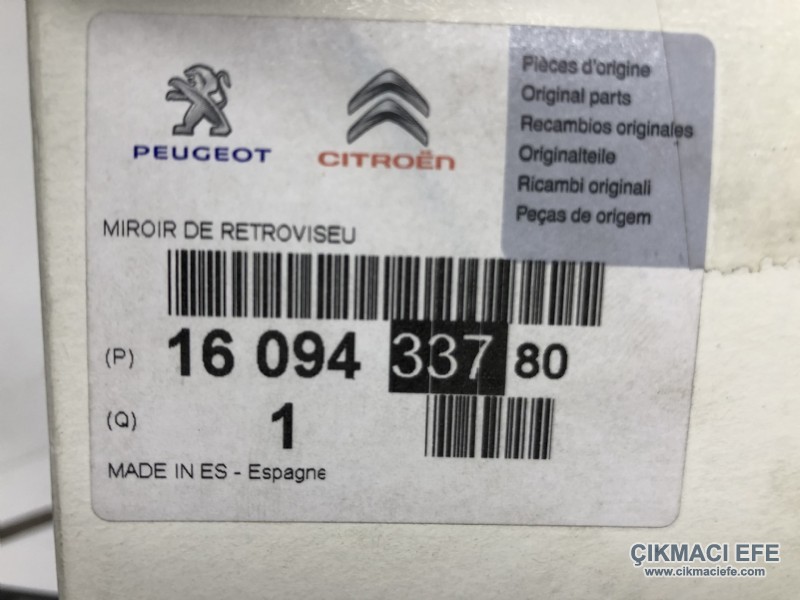 PEUGEOT
CITROËN
Pièces d'origine
Original parts
Recambios originales
Originalteile
Ricambi originali
Peças de origem
MIROIR DE RETROVISEU
(P) 16 094 337 80
(Q) 1
MADE IN ES - Espagne
ÇIKMACI EFE
www.cikmaciefe.com